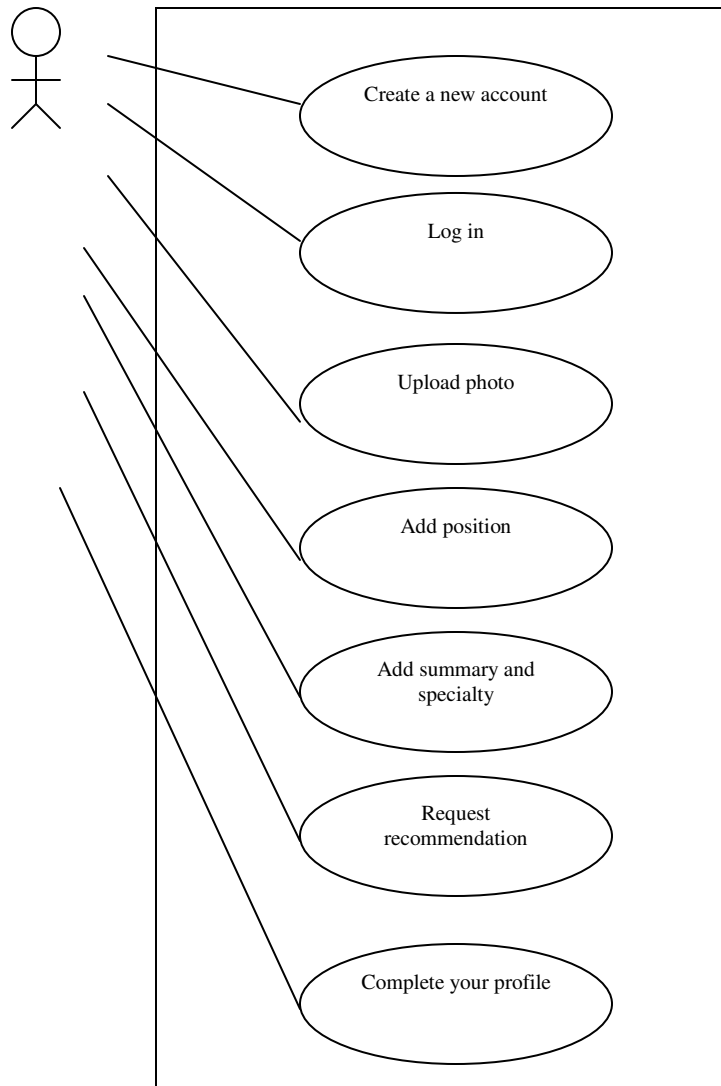 Create a new account
Log in
Upload photo
Add position
Add summary and
specialty
Request
recommendation
Complete your profile